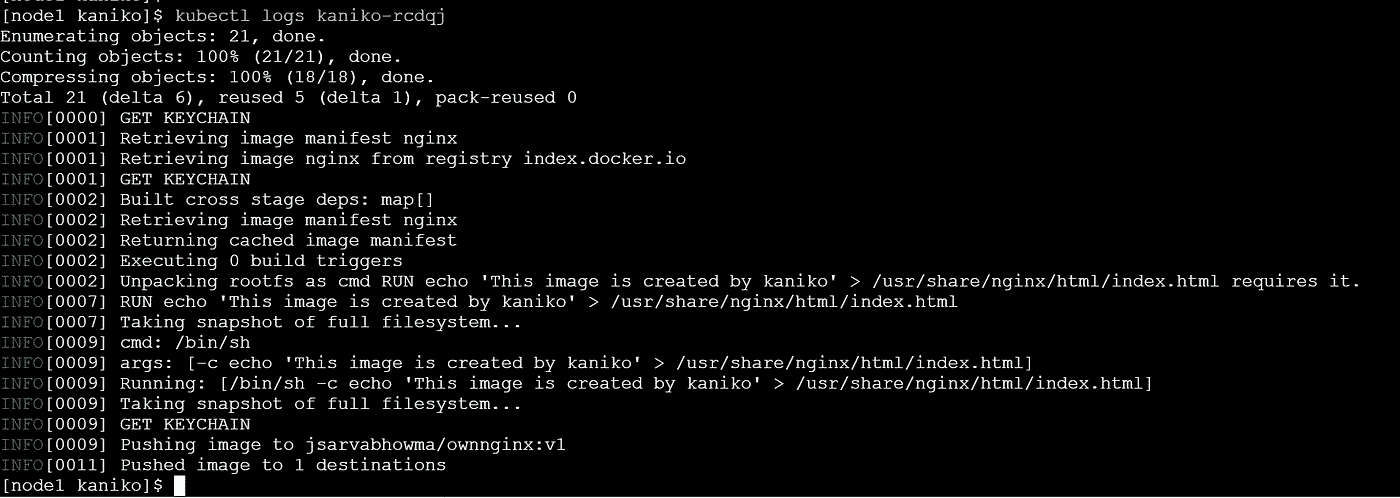 [node1 kaniko]$ kubectl logs kaniko-rcdqj
Enumerating objects: 21, done.
Counting objects: 100% (21/21), done.
Compressing objects: 100% (18/18), done.
Total 21 (delta 6), reused 5 (delta 1), pack-reused 0
INFO[0000] GET KEYCHAIN
INFO[0001] Retrieving image manifest nginx
INFO[0001] Retrieving image nginx from registry index.docker.io
INFO[0001] GET KEYCHAIN
INFO[0002] Built cross stage deps: map[]
INFO[0002] Retrieving image manifest nginx
INFO[0002] Returning cached image manifest
INFO[0002] Executing 0 build triggers
INFO[0002] Unpacking rootfs as cmd RUN echo 'This image is created by kaniko' > /usr/share/nginx/html/index.html requires it.
INFO[0007] RUN echo 'This image is created by kaniko' > /usr/share/nginx/html/index.html
INFO[0007] Taking snapshot of full filesystem...
INFO[0009] cmd: /bin/sh
INFO[0009] args: [-c echo 'This image is created by kaniko' > /usr/share/nginx/html/index.html]
INFO[0009] Running: [/bin/sh -c echo 'This image is created by kaniko' > /usr/share/nginx/html/index.html]
INFO[0009] Taking snapshot of full filesystem...
INFO[0009] GET KEYCHAIN
INFO[0009] Pushing image to jsarvabhowma/ownnginx:v1
INFO[0011] Pushed image to 1 destinations
[node1 kaniko]$